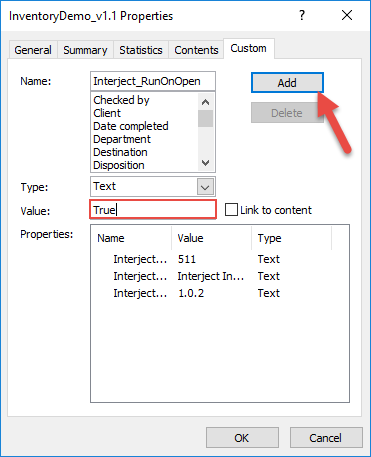 InventoryDemo_v1.1 Properties
General Summary Statistics Contents Custom
Name: Interject_RunOnOpen Add
Checked by
Client
Date completed
Department
Destination
Disposition
Delete
Type: Text
Value: True Link to content
Properties: Name Value Type
Interject... 511 Text
Interject... Interject In... Text
Interject... 1.0.2 Text
OK Cancel